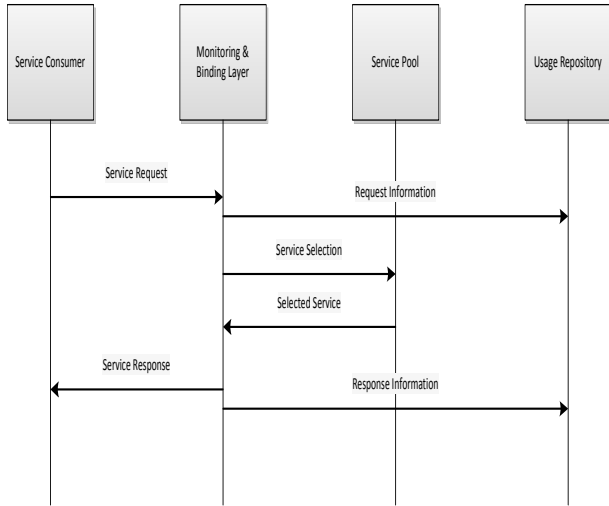 Service Consumer
Monitoring &
Binding Layer
Service Pool
Usage Repository
Service Request
Request Information
Service Selection
Selected Service
Service Response
Response Information